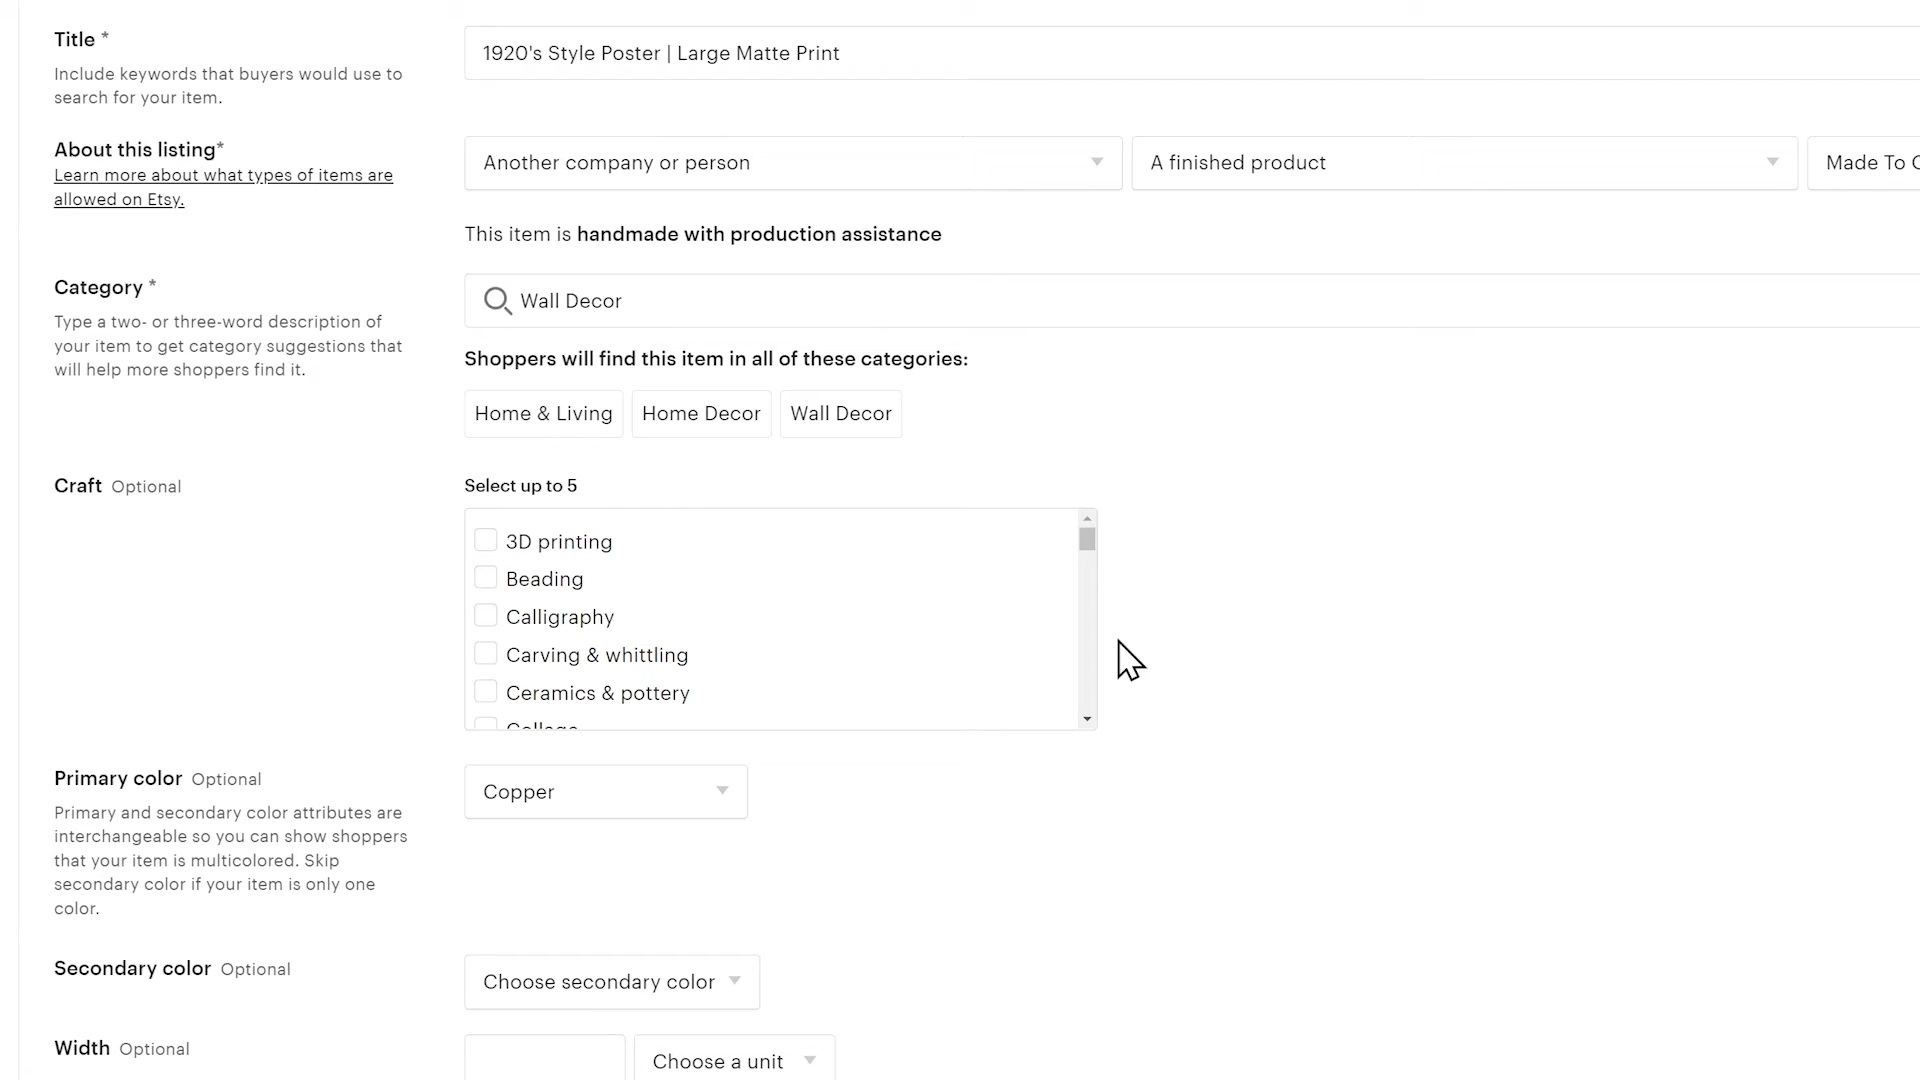 Title *
1920's Style Poster | Large Matte Print
Include keywords that buyers would use to
search for your item.
About this listing*
Learn more about what types of items are
allowed on Etsy.
Another company or person
A finished product
Made To
This item is handmade with production assistance
Category *
Type a two- or three-word description of
your item to get category suggestions that
will help more shoppers find it.
Wall Decor
Shoppers will find this item in all of these categories:
Home & Living
Home Decor
Wall Decor
Craft Optional
Select up to 5
3D printing
Beading
Calligraphy
Carving & whittling
Ceramics & pottery
Primary color Optional
Primary and secondary color attributes are
interchangeable so you can show shoppers
that your item is multicolored. Skip
secondary color if your item is only one
color.
Copper
Secondary color Optional
Choose secondary color
Width Optional
Choose a unit